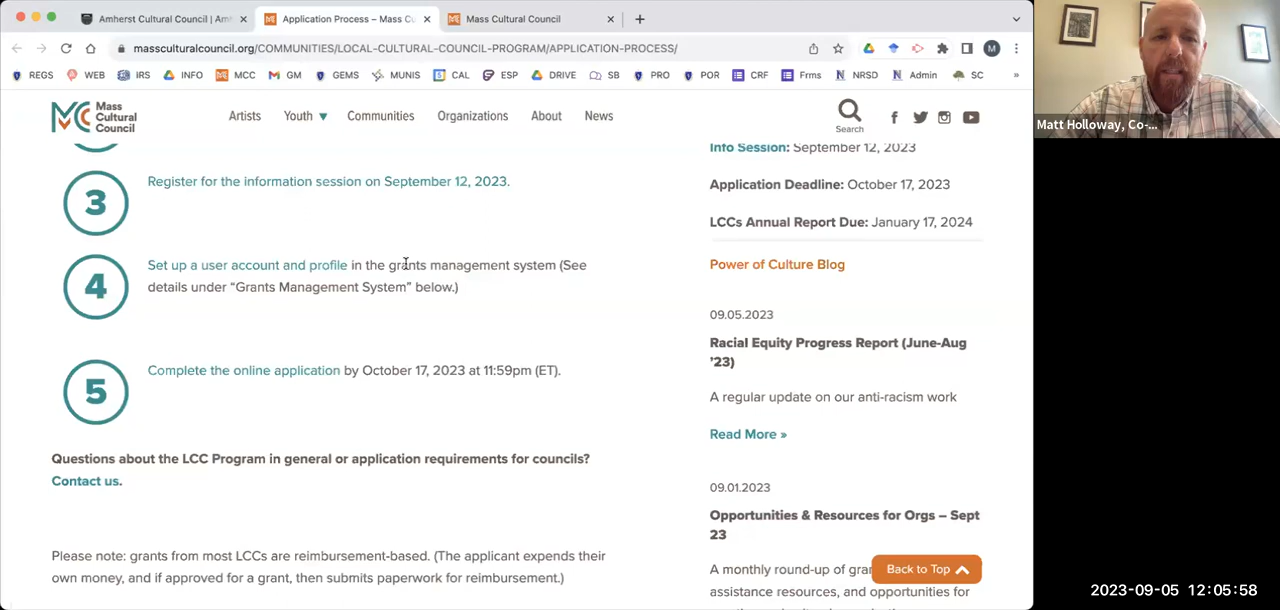 Amherst Cultural Council | Am
Application Process – Mass Cu
Mass Cultural Council
massculturalcouncil.org/COMMUNITIES/LOCAL-CULTURAL-COUNCIL-PROGRAM/APPLICATION-PROCESS/
M
REGS WEB IRS INFO MCC GM GEMS MUNIS CAL ESP DRIVE SB PRO POR CRF Frms NRSD Admin SC »
Mass
Cultural
Council
Artists Youth Communities Organizations About News
Search
3
Register for the information session on September 12, 2023.
4
Set up a user account and profile in the grants management system (See
details under “Grants Management System” below.)
5
Complete the online application by October 17, 2023 at 11:59pm (ET).
Questions about the LCC Program in general or application requirements for councils?
Contact us.
Please note: grants from most LCCs are reimbursement-based. (The applicant expends their
own money, and if approved for a grant, then submits paperwork for reimbursement.)
Info Session: September 12, 2023
Application Deadline: October 17, 2023
LCCs Annual Report Due: January 17, 2024
Power of Culture Blog
09.05.2023
Racial Equity Progress Report (June-Aug
’23)
A regular update on our anti-racism work
Read More »
09.01.2023
Opportunities & Resources for Orgs – Sept
23
A monthly round-up of gra
Back to Top
assistance resources, and opportunities for
Matt Holloway, Co-...
2023-09-05 12:05:58